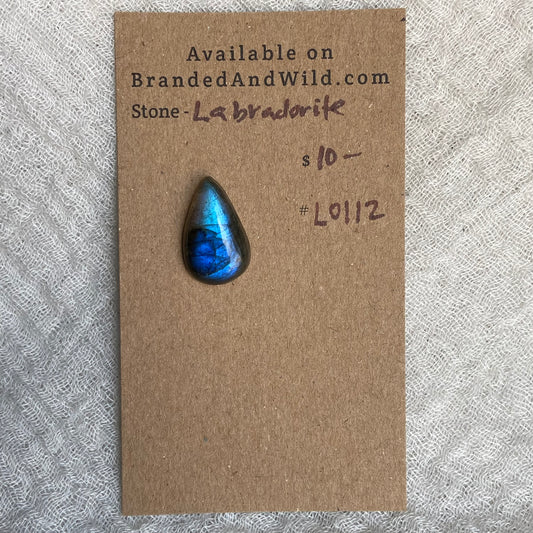 Available on
BrandedAndWild.com
Stone - Labradorite
$ 10 -
# L0112